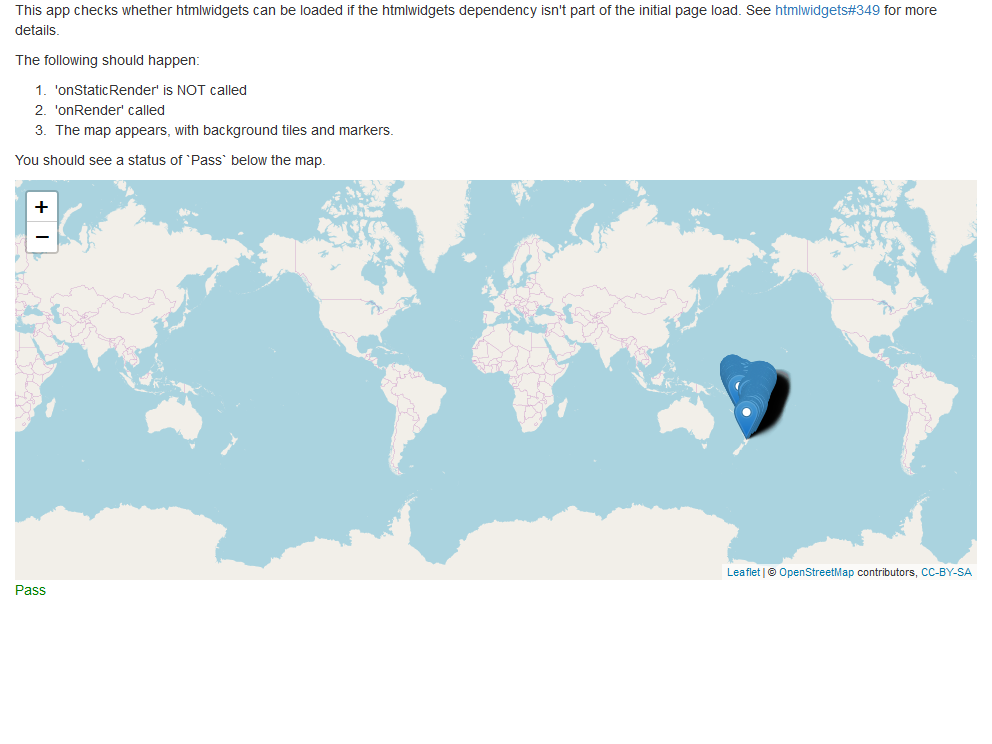 This app checks whether htmlwidgets can be loaded if the htmlwidgets dependency isn't part of the initial page load. See htmlwidgets#349 for more
details.
The following should happen:
1. 'onStaticRender' is NOT called
2. 'onRender' called
3. The map appears, with background tiles and markers.
You should see a status of `Pass` below the map.
+
−
Leaflet | © OpenStreetMap contributors, CC-BY-SA
Pass